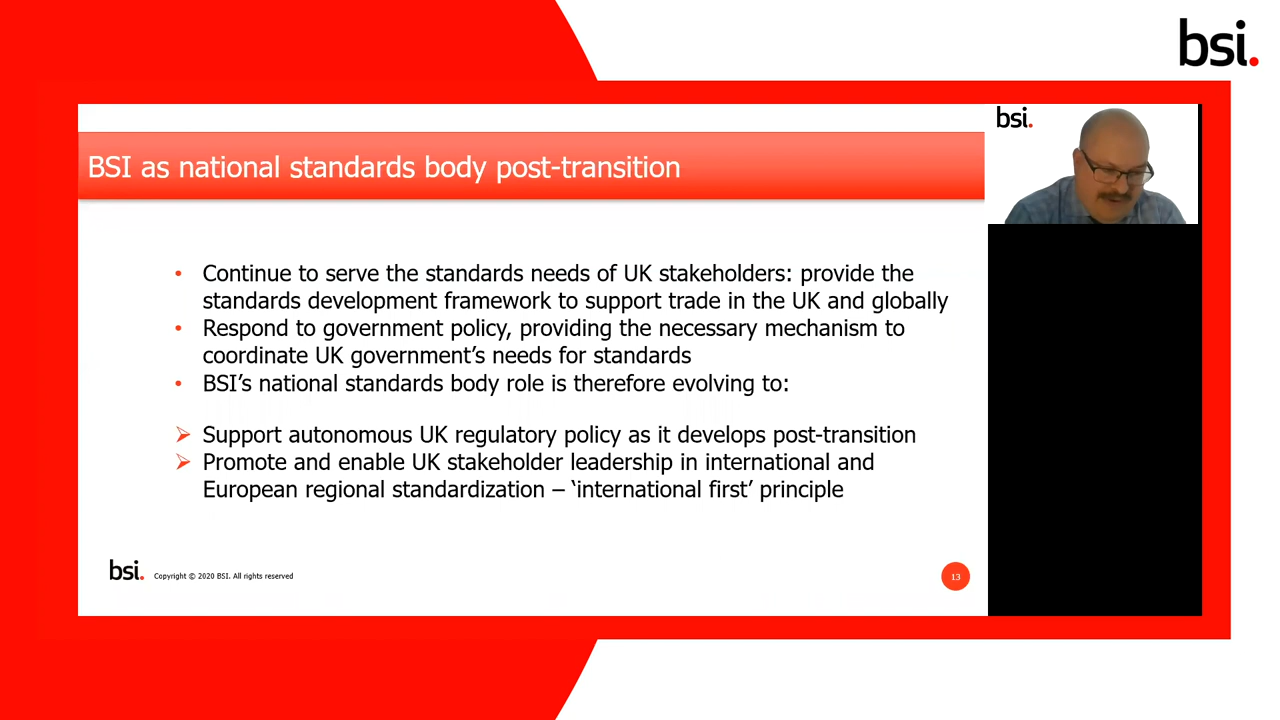 bsi.
bsi.
BSI as national standards body post-transition
• Continue to serve the standards needs of UK stakeholders: provide the
standards development framework to support trade in the UK and globally
• Respond to government policy, providing the necessary mechanism to
coordinate UK government’s needs for standards
• BSI’s national standards body role is therefore evolving to:
➢ Support autonomous UK regulatory policy as it develops post-transition
➢ Promote and enable UK stakeholder leadership in international and
European regional standardization – ‘international first’ principle
bsi. Copyright © 2020 BSI. All rights reserved
13